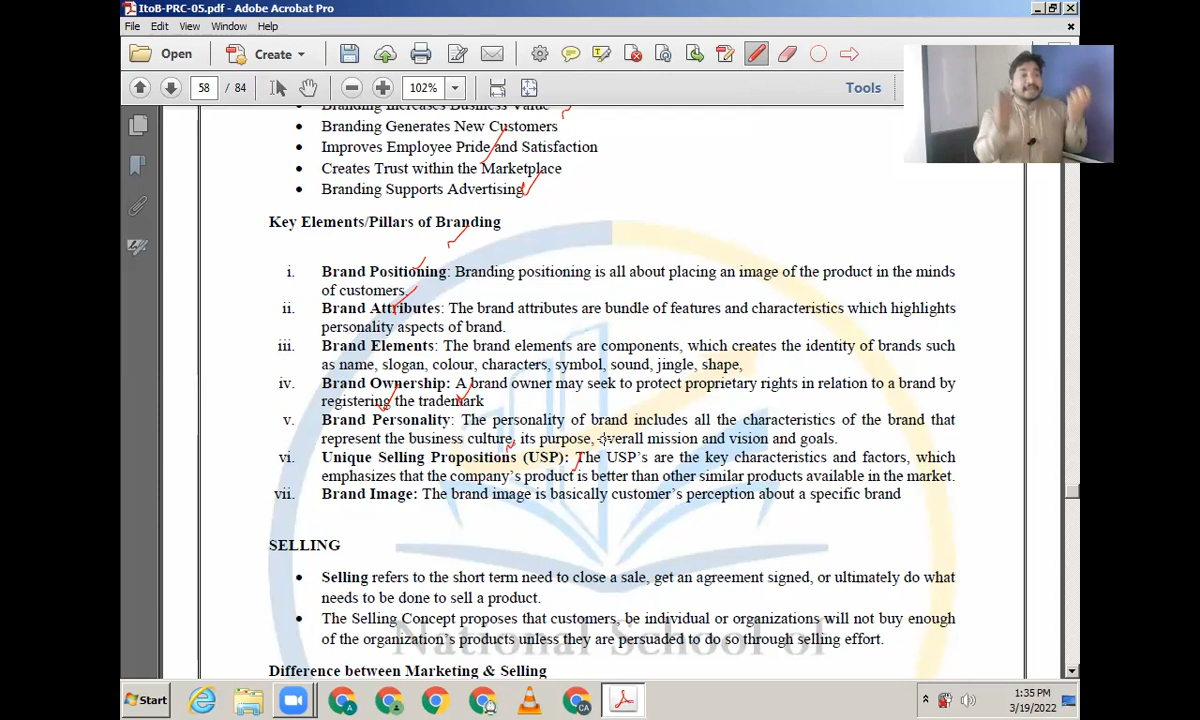 ItoB-PRC-05.pdf - Adobe Acrobat Pro
File Edit View Window Help
Open Create
58 / 84 102% Tools
• Branding Increases Business Value
• Branding Generates New Customers
• Improves Employee Pride and Satisfaction
• Creates Trust within the Marketplace
• Branding Supports Advertising
Key Elements/Pillars of Branding
i. Brand Positioning: Branding positioning is all about placing an image of the product in the minds
of customers.
ii. Brand Attributes: The brand attributes are bundle of features and characteristics which highlights
personality aspects of brand.
iii. Brand Elements: The brand elements are components, which creates the identity of brands such
as name, slogan, colour, characters, symbol, sound, jingle, shape,
iv. Brand Ownership: A brand owner may seek to protect proprietary rights in relation to a brand by
registering the trademark
v. Brand Personality: The personality of brand includes all the characteristics of the brand that
represent the business culture, its purpose, overall mission and vision and goals.
vi. Unique Selling Propositions (USP): The USP's are the key characteristics and factors, which
emphasizes that the company's product is better than other similar products available in the market.
vii. Brand Image: The brand image is basically customer's perception about a specific brand
SELLING
• Selling refers to the short term need to close a sale, get an agreement signed, or ultimately do what
needs to be done to sell a product.
• The Selling Concept proposes that customers, be individual or organizations will not buy enough
of the organization's products unless they are persuaded to do so through selling effort.
National School of
Difference between Marketing & Selling
Start
1:35 PM
3/19/2022